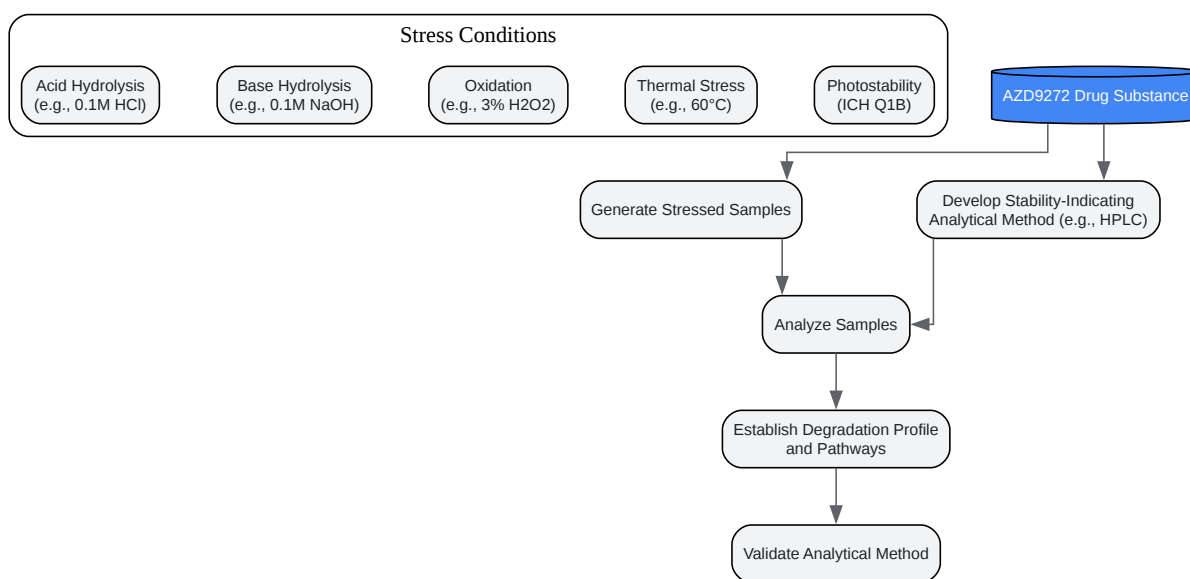 Stress Conditions
Acid Hydrolysis
(e.g., 0.1M HCl)
Base Hydrolysis
(e.g., 0.1M NaOH)
Oxidation
(e.g., 3% H2O2)
Thermal Stress
(e.g., 60°C)
Photostability
(ICH Q1B)
AZD9272 Drug Substance
Generate Stressed Samples
Develop Stability-Indicating
Analytical Method (e.g., HPLC)
Analyze Samples
Establish Degradation Profile
and Pathways
Validate Analytical Method